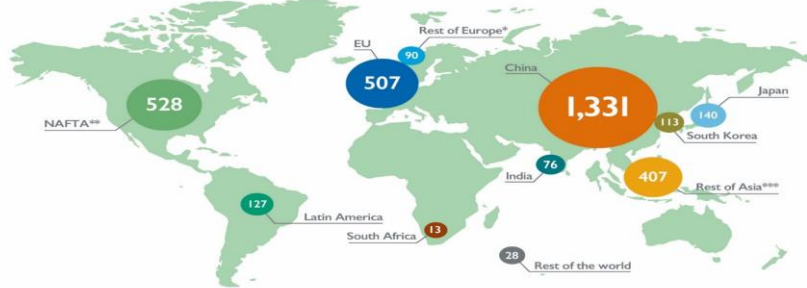 Rest of Europe*
EU
90
507
China
1,331
528
NAFTA**
Japan
140
113
South Korea
76
India
407
Rest of Asia***
127
Latin America
13
South Africa
28
Rest of the world